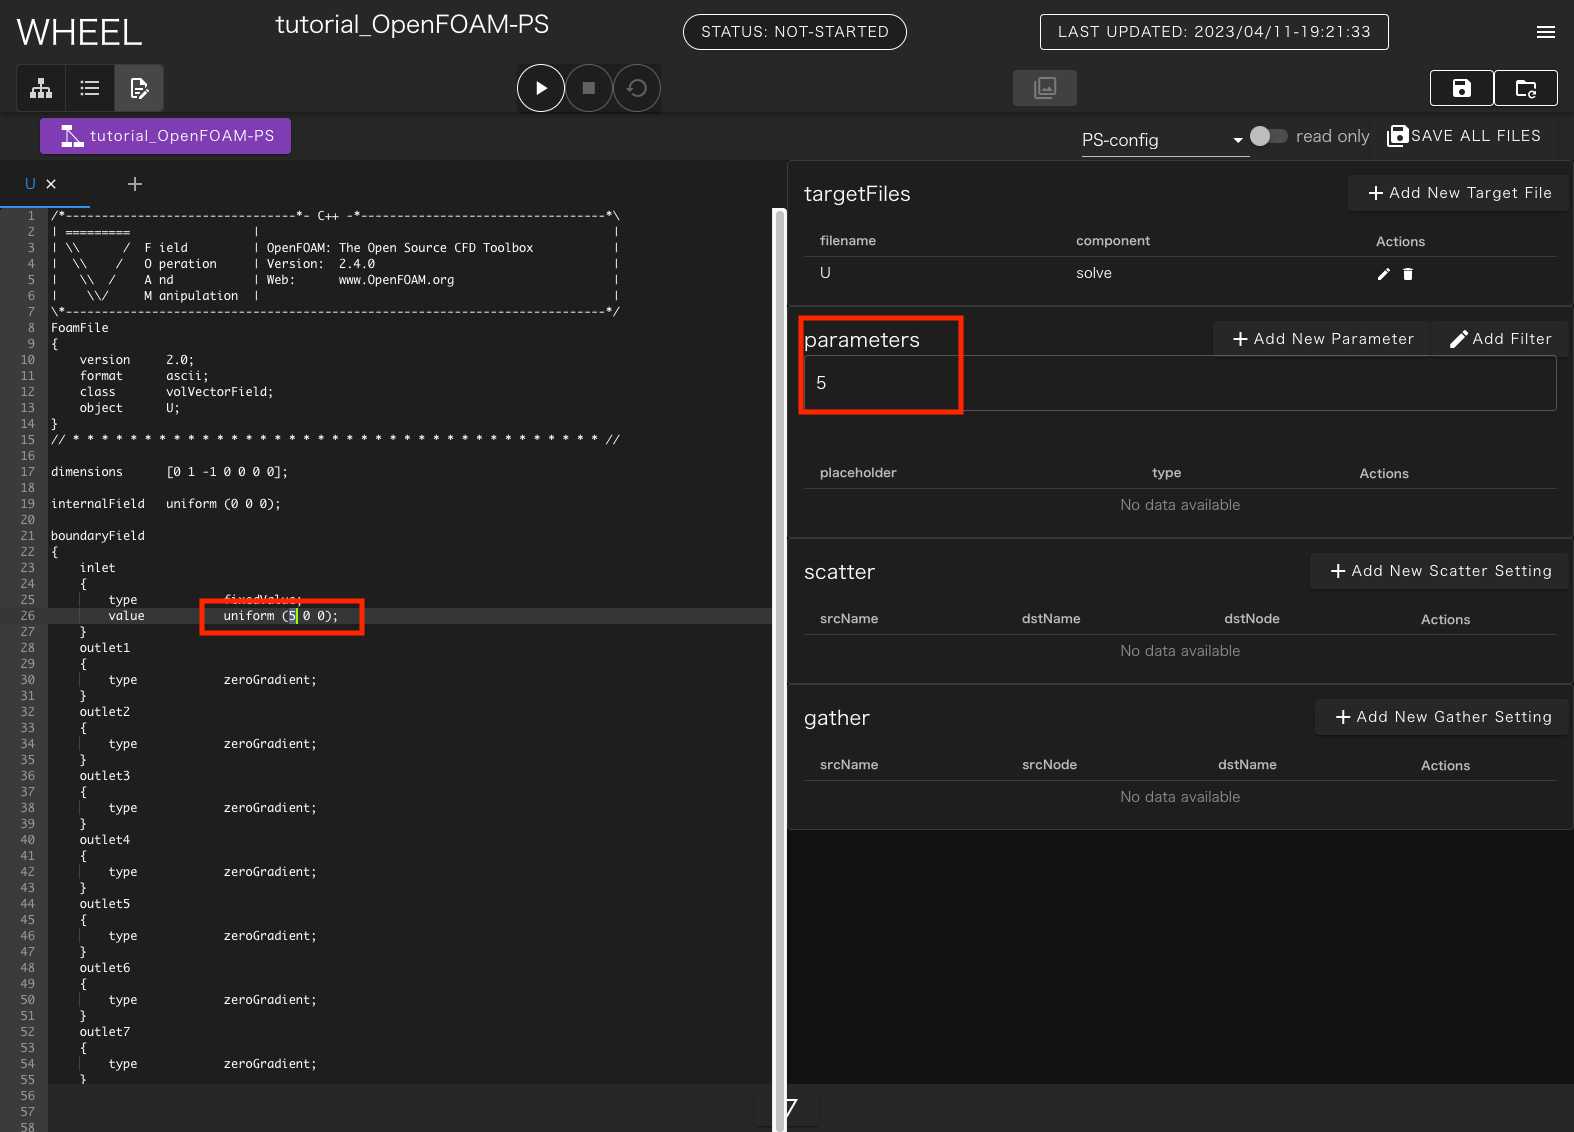 WHEEL
tutorial_OpenFOAM-PS
STATUS: NOT-STARTED
LAST UPDATED: 2023/04/11-19:21:33
tutorial_OpenFOAM-PS
PS-config
read only
SAVE ALL FILES
U
1 /*--------------------------------*- C++ -*----------------------------------*\
2 | =========                 |                                                 |
3 | \\      /  F ield         | OpenFOAM: The Open Source CFD Toolbox           |
4 |  \\    /   O peration     | Version:  2.4.0                                 |
5 |   \\  /    A nd           | Web:      www.OpenFOAM.org                      |
6 |    \\/     M anipulation  |                                                 |
7 \*---------------------------------------------------------------------------*/
8 FoamFile
9 {
10     version     2.0;
11     format      ascii;
12     class       volVectorField;
13     object      U;
14 }
15 // * * * * * * * * * * * * * * * * * * * * * * * * * * * * * * * * * * * * * //
16
17 dimensions      [0 1 -1 0 0 0 0];
18
19 internalField   uniform (0 0 0);
20
21 boundaryField
22 {
23     inlet
24     {
25         type            fixedValue;
26         value           uniform (5 0 0);
27     }
28     outlet1
29     {
30         type            zeroGradient;
31     }
32     outlet2
33     {
34         type            zeroGradient;
35     }
36     outlet3
37     {
38         type            zeroGradient;
39     }
40     outlet4
41     {
42         type            zeroGradient;
43     }
44     outlet5
45     {
46         type            zeroGradient;
47     }
48     outlet6
49     {
50         type            zeroGradient;
51     }
52     outlet7
53     {
54         type            zeroGradient;
55     }
56
57
58
targetFiles
Add New Target File
filename component Actions
U solve
parameters
Add New Parameter
Add Filter
5
placeholder type Actions
No data available
scatter
Add New Scatter Setting
srcName dstName dstNode Actions
No data available
gather
Add New Gather Setting
srcName srcNode dstName Actions
No data available